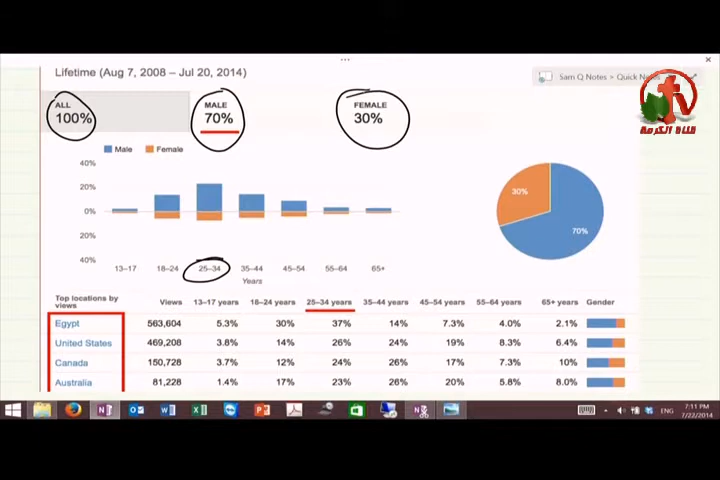 Lifetime (Aug 7, 2008 – Jul 20, 2014)
Sam Q Notes > Quick Notes
tv
قناة الكرمة
ALL
100%
MALE
70%
FEMALE
30%
Male Female
40%
20%
0%
20%
40%
13–17 18–24 25–34 35–44 45–54 55–64 65+
Years
30%
70%
Top locations by views Views 13–17 years 18–24 years 25–34 years 35–44 years 45–54 years 55–64 years 65+ years Gender
Egypt 563,604 5.3% 30% 37% 14% 7.3% 4.0% 2.1%
United States 469,208 3.8% 14% 26% 24% 19% 8.3% 6.4%
Canada 150,728 3.7% 12% 24% 26% 17% 7.3% 10%
Australia 81,228 1.4% 17% 23% 26% 20% 5.8% 8.0%
ENG
7:11 PM
7/22/2014